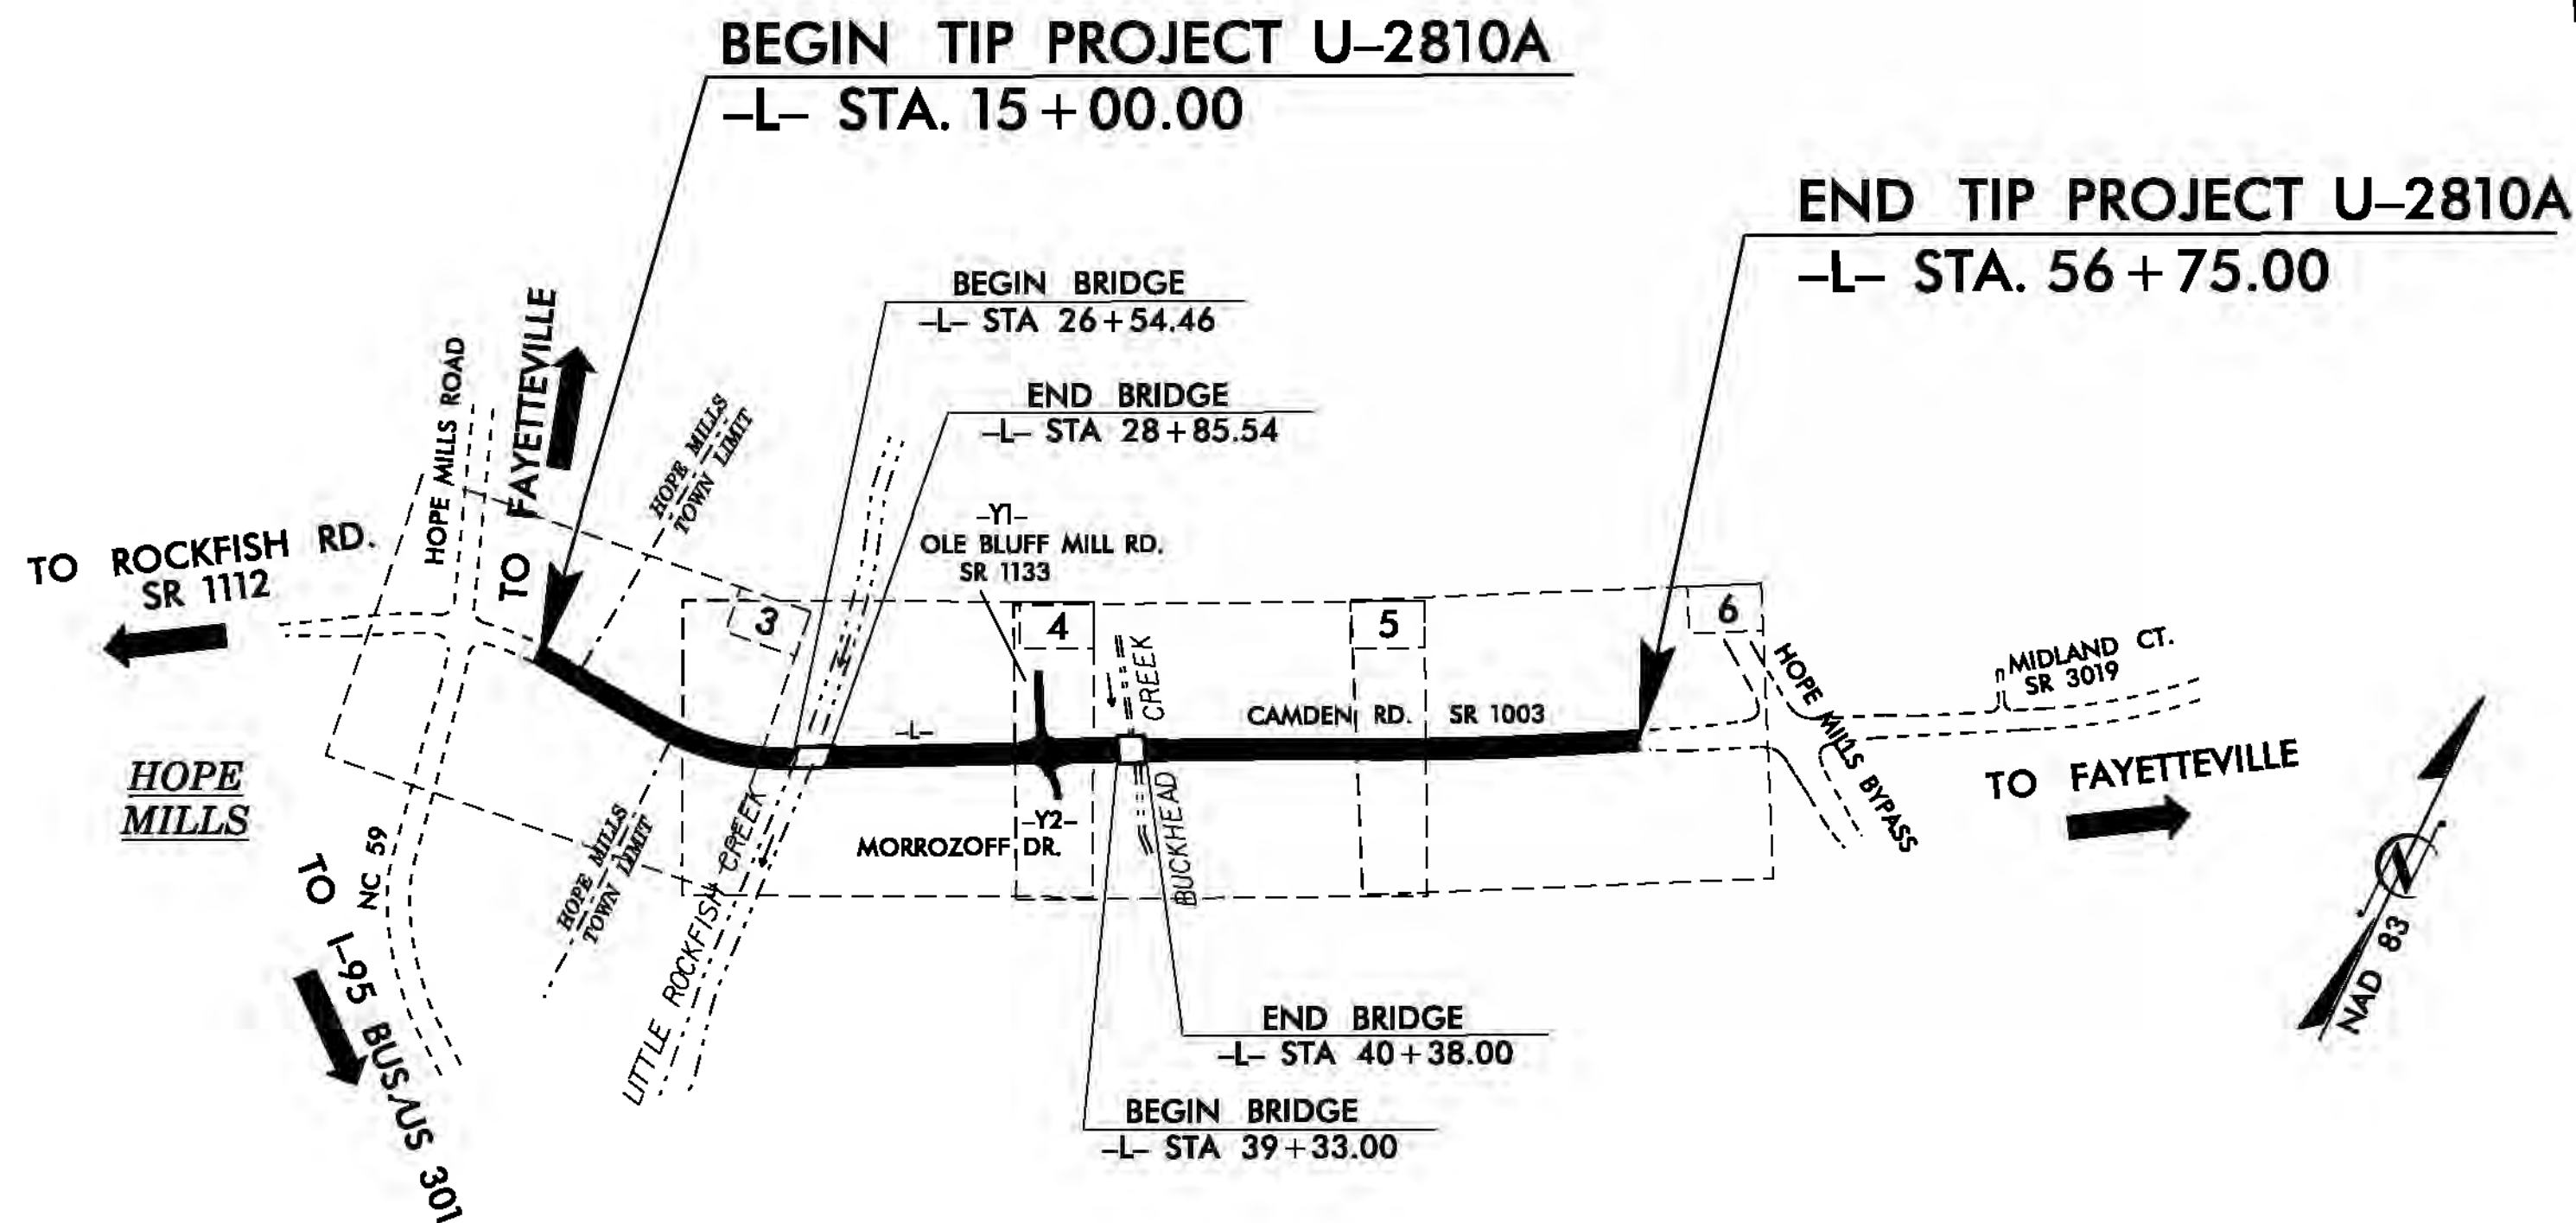 BEGIN TIP PROJECT U–2810A
–L– STA. 15+00.00
END TIP PROJECT U–2810A
–L– STA. 56+75.00
BEGIN BRIDGE
–L– STA 26+54.46
END BRIDGE
–L– STA 28+85.54
HOPE MILLS ROAD
TO FAYETTEVILLE
HOPE MILLS
TOWN LIMIT
–Y1–
OLE BLUFF MILL RD.
SR 1133
TO ROCKFISH RD.
SR 1112
3
4
5
6
CREEK
HOPE MILLS BYPASS
MIDLAND CT.
SR 3019
–L–
CAMDEN RD. SR 1003
HOPE
MILLS
TO FAYETTEVILLE
–Y2–
MORROZOFF DR.
BUCKHEAD
NC 59
HOPE MILLS
TOWN LIMIT
LITTLE ROCKFISH CREEK
TO I–95 BUS./US 301
NAD 83
N
END BRIDGE
–L– STA 40+38.00
BEGIN BRIDGE
–L– STA 39+33.00